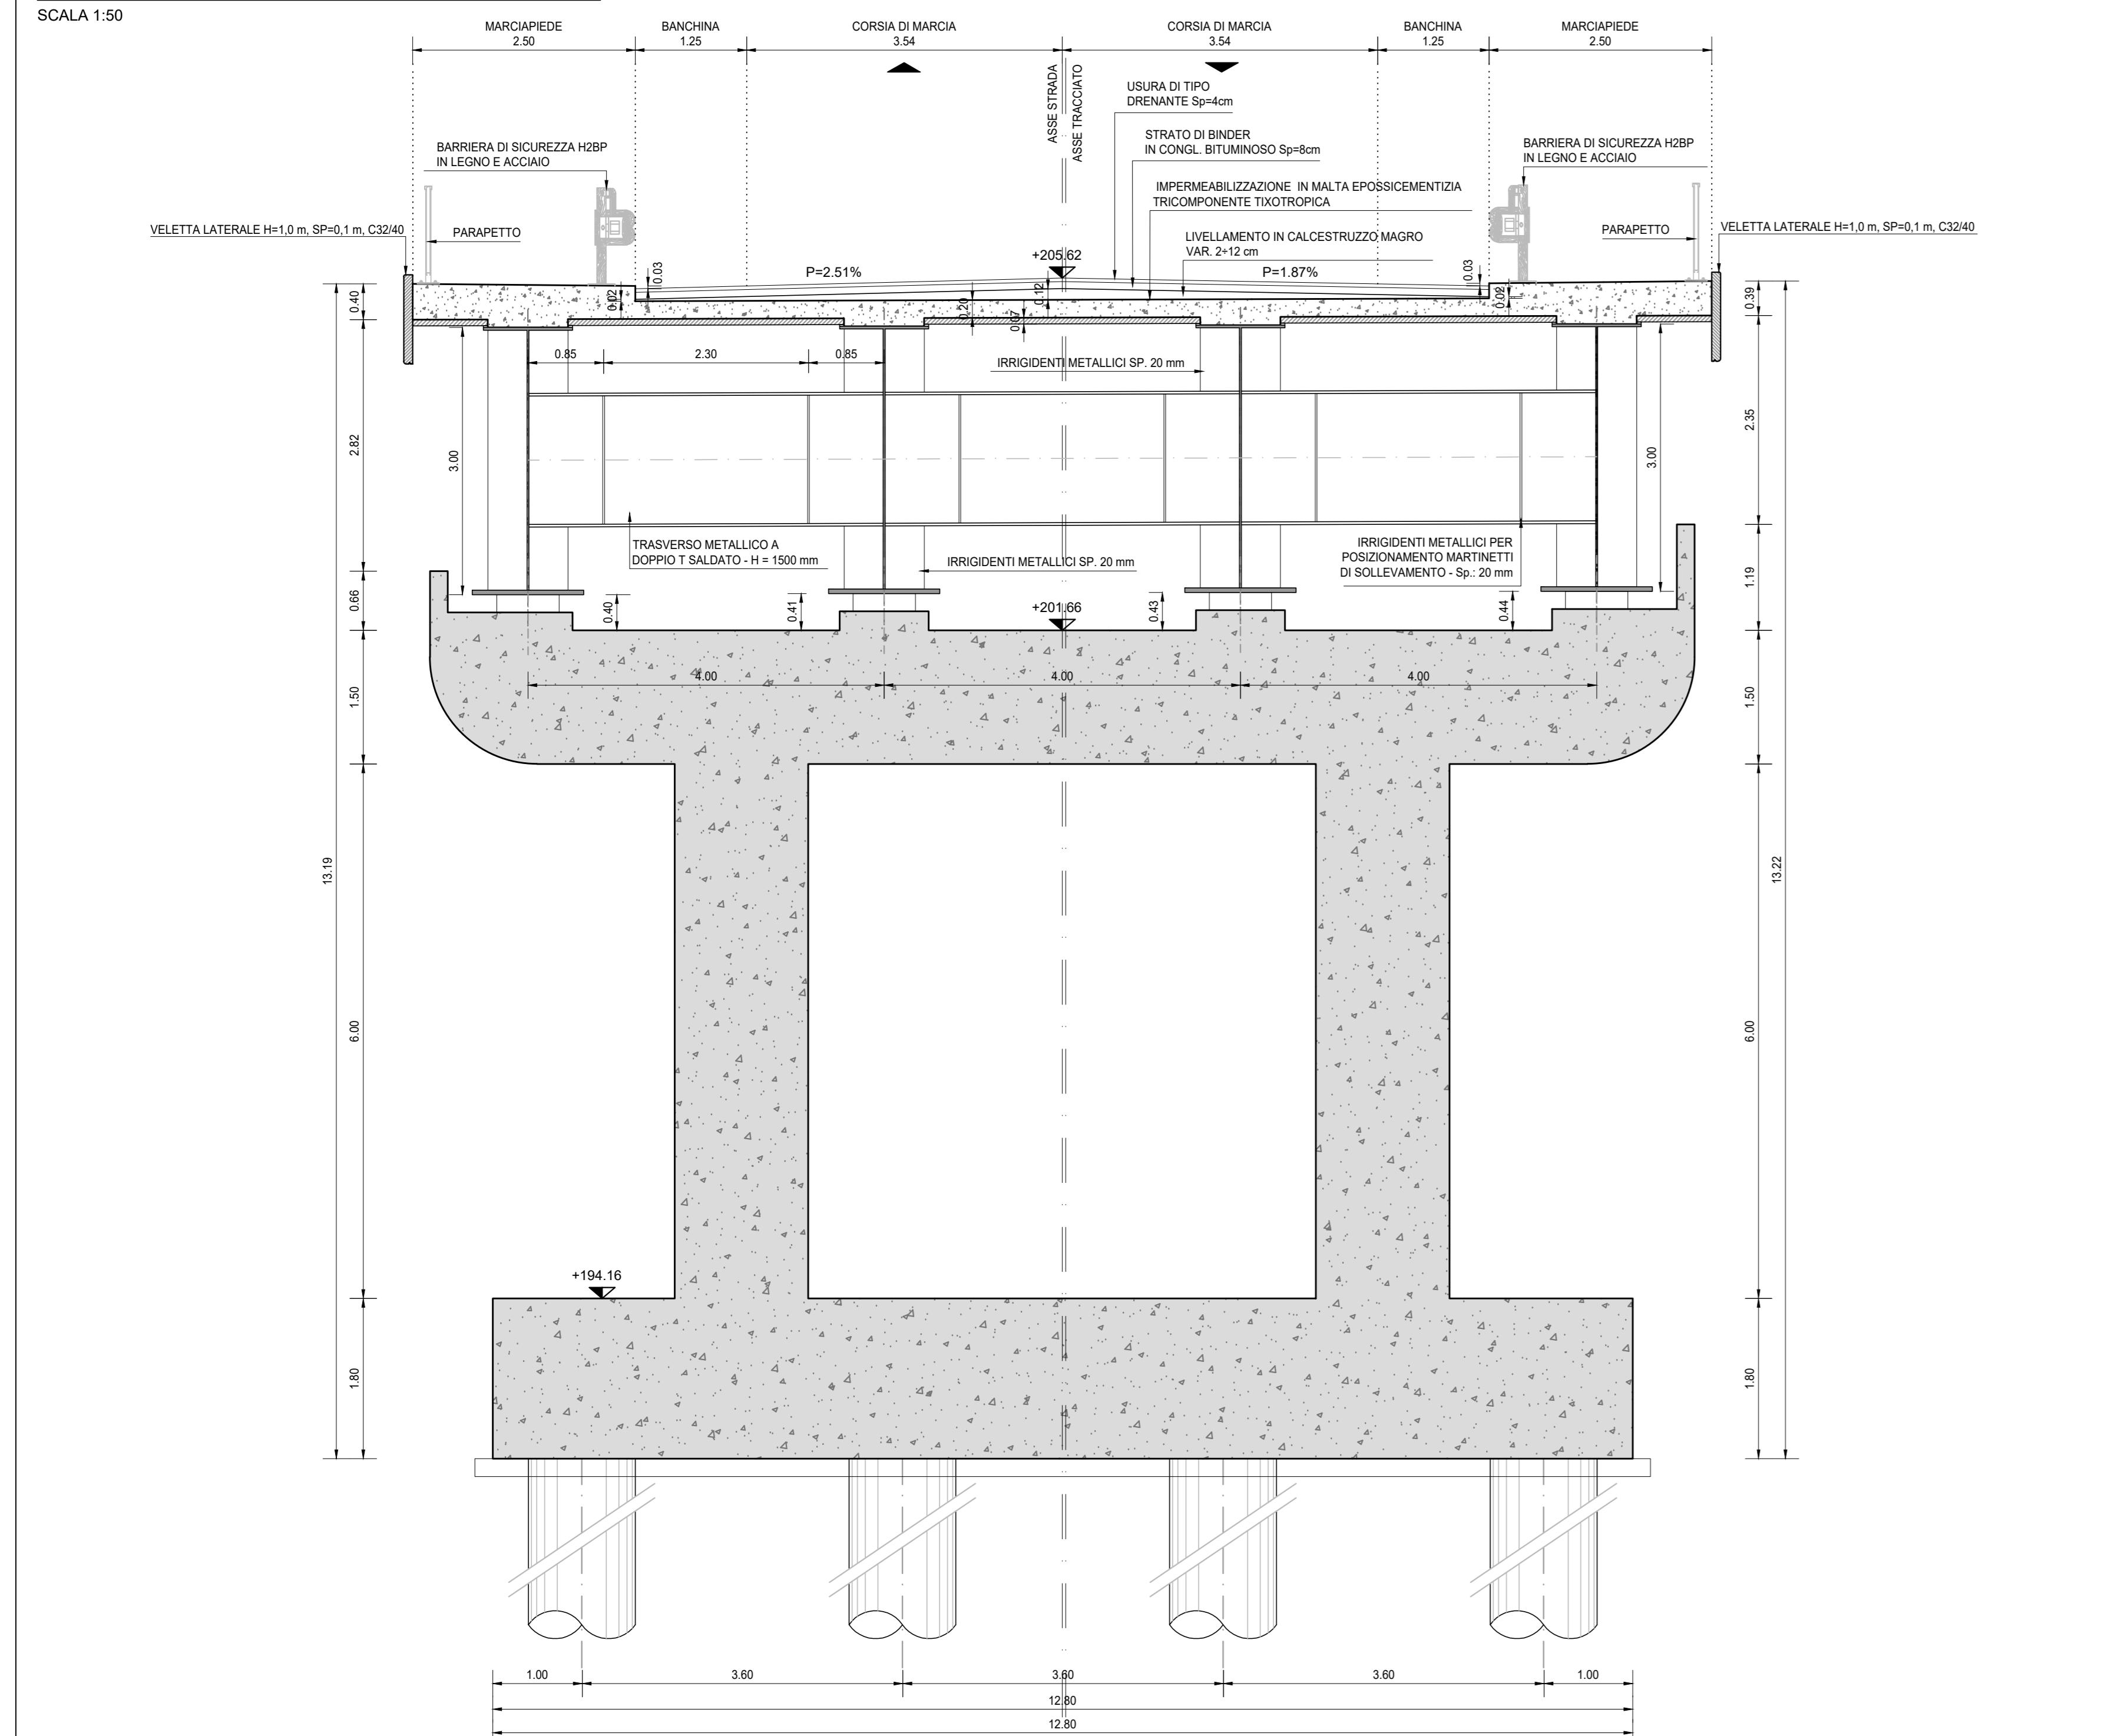 SCALA 1:50
MARCIAPIEDE
2.50
BANCHINA
1.25
CORSIA DI MARCIA
3.54
CORSIA DI MARCIA
3.54
BANCHINA
1.25
MARCIAPIEDE
2.50
ASSE STRADA
ASSE TRACCIATO
USURA DI TIPO
DRENANTE Sp=4cm
STRATO DI BINDER
IN CONGL. BITUMINOSO Sp=8cm
IMPERMEABILIZZAZIONE IN MALTA EPOSSICEMENTIZIA
TRICOMPONENTE TIXOTROPICA
LIVELLAMENTO IN CALCESTRUZZO MAGRO
VAR. 2÷12 cm
BARRIERA DI SICUREZZA H2BP
IN LEGNO E ACCIAIO
BARRIERA DI SICUREZZA H2BP
IN LEGNO E ACCIAIO
VELETTA LATERALE H=1,0 m, SP=0,1 m, C32/40
PARAPETTO
PARAPETTO
VELETTA LATERALE H=1,0 m, SP=0,1 m, C32/40
+205.62
P=2.51%
P=1.87%
0.03
0.02
0.20
0.12
0.07
0.03
0.02
0.40
0.39
0.85
2.30
0.85
IRRIGIDENTI METALLICI SP. 20 mm
2.82
3.00
3.00
2.35
TRASVERSO METALLICO A
DOPPIO T SALDATO - H = 1500 mm
IRRIGIDENTI METALLICI SP. 20 mm
IRRIGIDENTI METALLICI PER
POSIZIONAMENTO MARTINETTI
DI SOLLEVAMENTO - Sp.: 20 mm
0.66
0.40
0.41
+201.66
0.43
0.44
1.19
4.00
4.00
4.00
1.50
1.50
13.19
6.00
6.00
13.22
+194.16
1.80
1.80
1.00
3.60
3.60
3.60
1.00
12.80
12.80